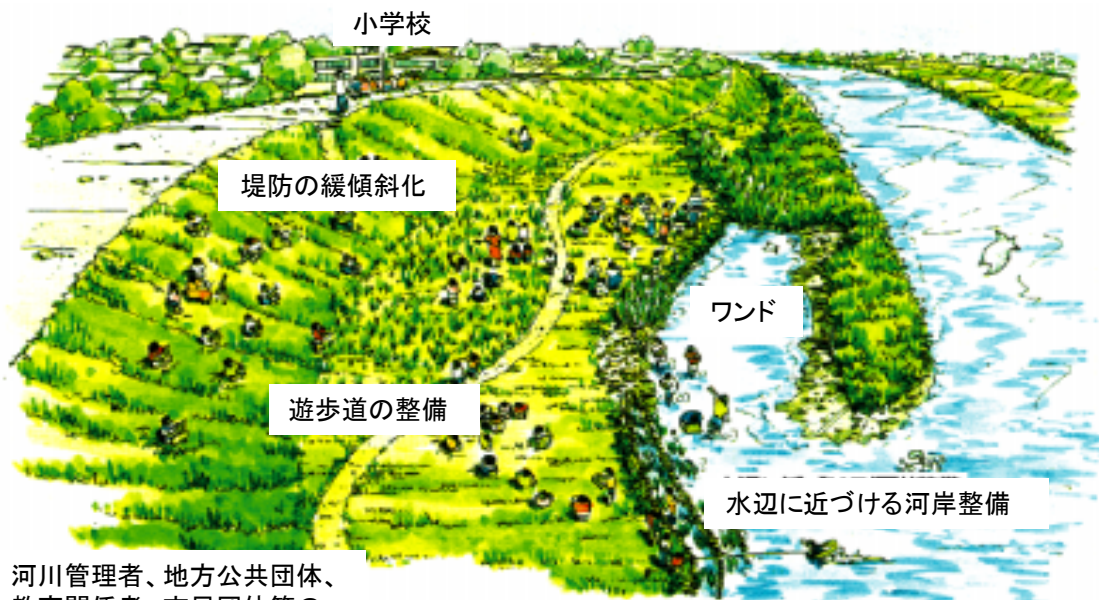 小学校
堤防の緩傾斜化
ワンド
遊歩道の整備
水辺に近づける河岸整備
河川管理者、地方公共団体、